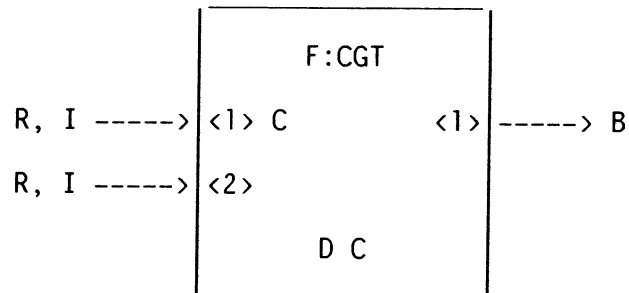 F:CGT
R, I -----> <1> C <1> -----> B
R, I -----> <2>
D C